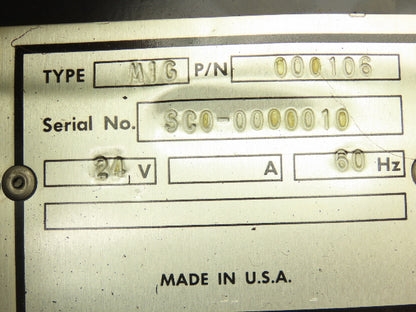 TYPE MIG P/N 000106
Serial No. SCO-0000010
24 V A 60 Hz
MADE IN U.S.A.